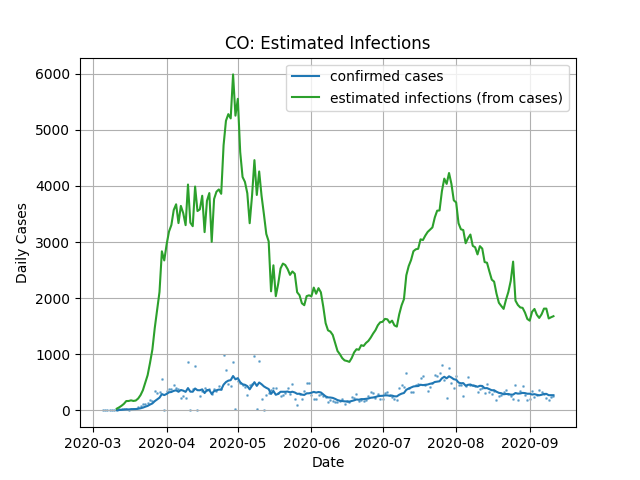 CO: Estimated Infections
confirmed cases
estimated infections (from cases)
Daily Cases
6000
5000
4000
3000
2000
1000
0
2020-03 2020-04 2020-05 2020-06 2020-07 2020-08 2020-09
Date